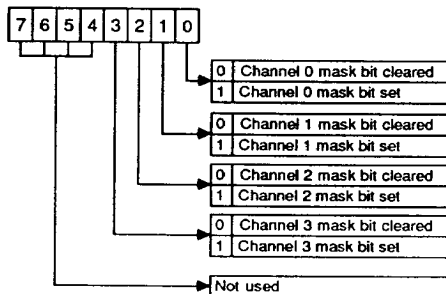 7 6 5 4 3 2 1 0
0 Channel 0 mask bit cleared
1 Channel 0 mask bit set
0 Channel 1 mask bit cleared
1 Channel 1 mask bit set
0 Channel 2 mask bit cleared
1 Channel 2 mask bit set
0 Channel 3 mask bit cleared
1 Channel 3 mask bit set
Not used